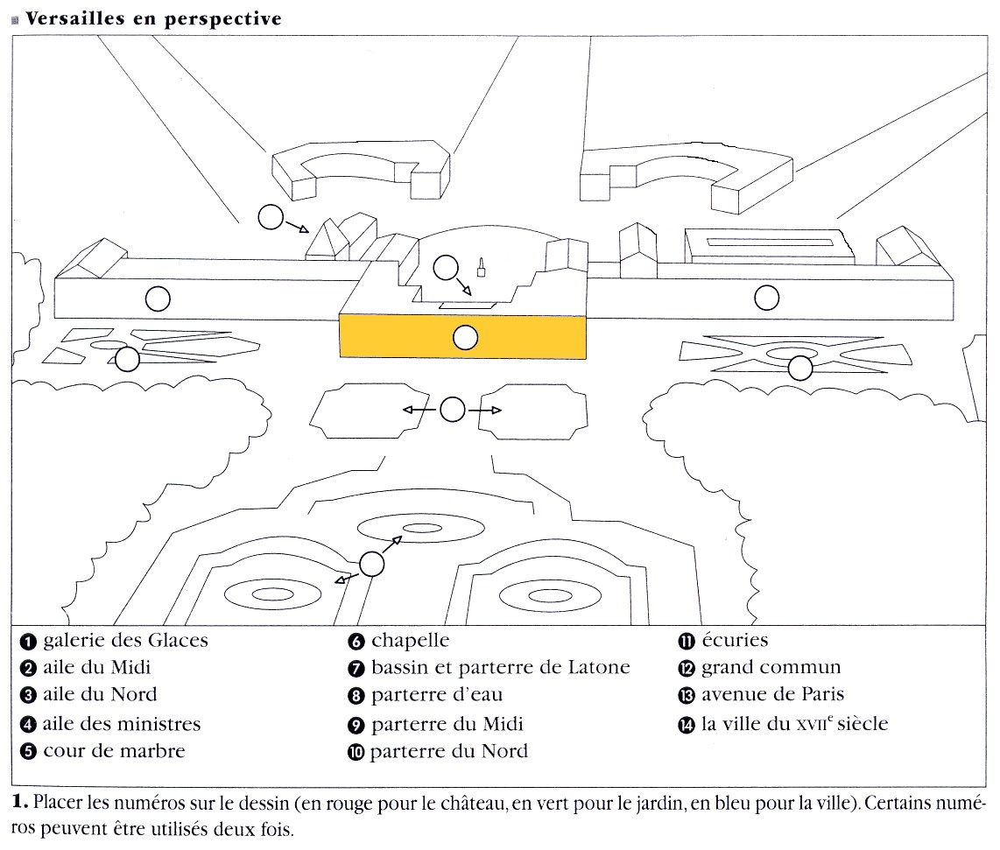 Versailles en perspective
❶ galerie des Glaces
❷ aile du Midi
❸ aile du Nord
❹ aile des ministres
❺ cour de marbre
❻ chapelle
❼ bassin et parterre de Latone
❽ parterre d'eau
❾ parterre du Midi
❿ parterre du Nord
⓫ écuries
⓬ grand commun
⓭ avenue de Paris
⓮ la ville du XVIIe siècle
1. Placer les numéros sur le dessin (en rouge pour le château, en vert pour le jardin, en bleu pour la ville). Certains numé-
ros peuvent être utilisés deux fois.